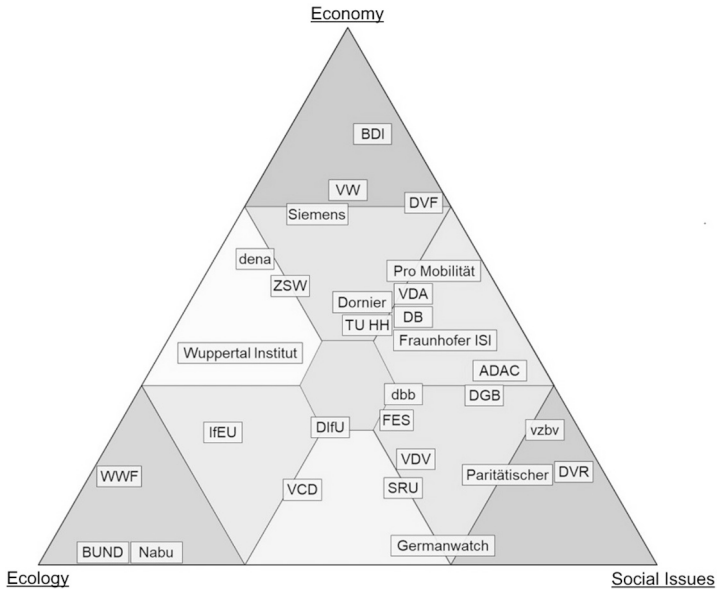 Economy
BDI
VW
DVF
Siemens
dena
Pro Mobilität
ZSW
VDA
Dornier
DB
TU HH
Fraunhofer ISI
Wuppertal Institut
ADAC
dbb
DGB
FES
DIfU
vzbv
IfEU
VDV
DVR
Paritätischer
WWF
SRU
VCD
Germanwatch
BUND
Nabu
Ecology
Social Issues